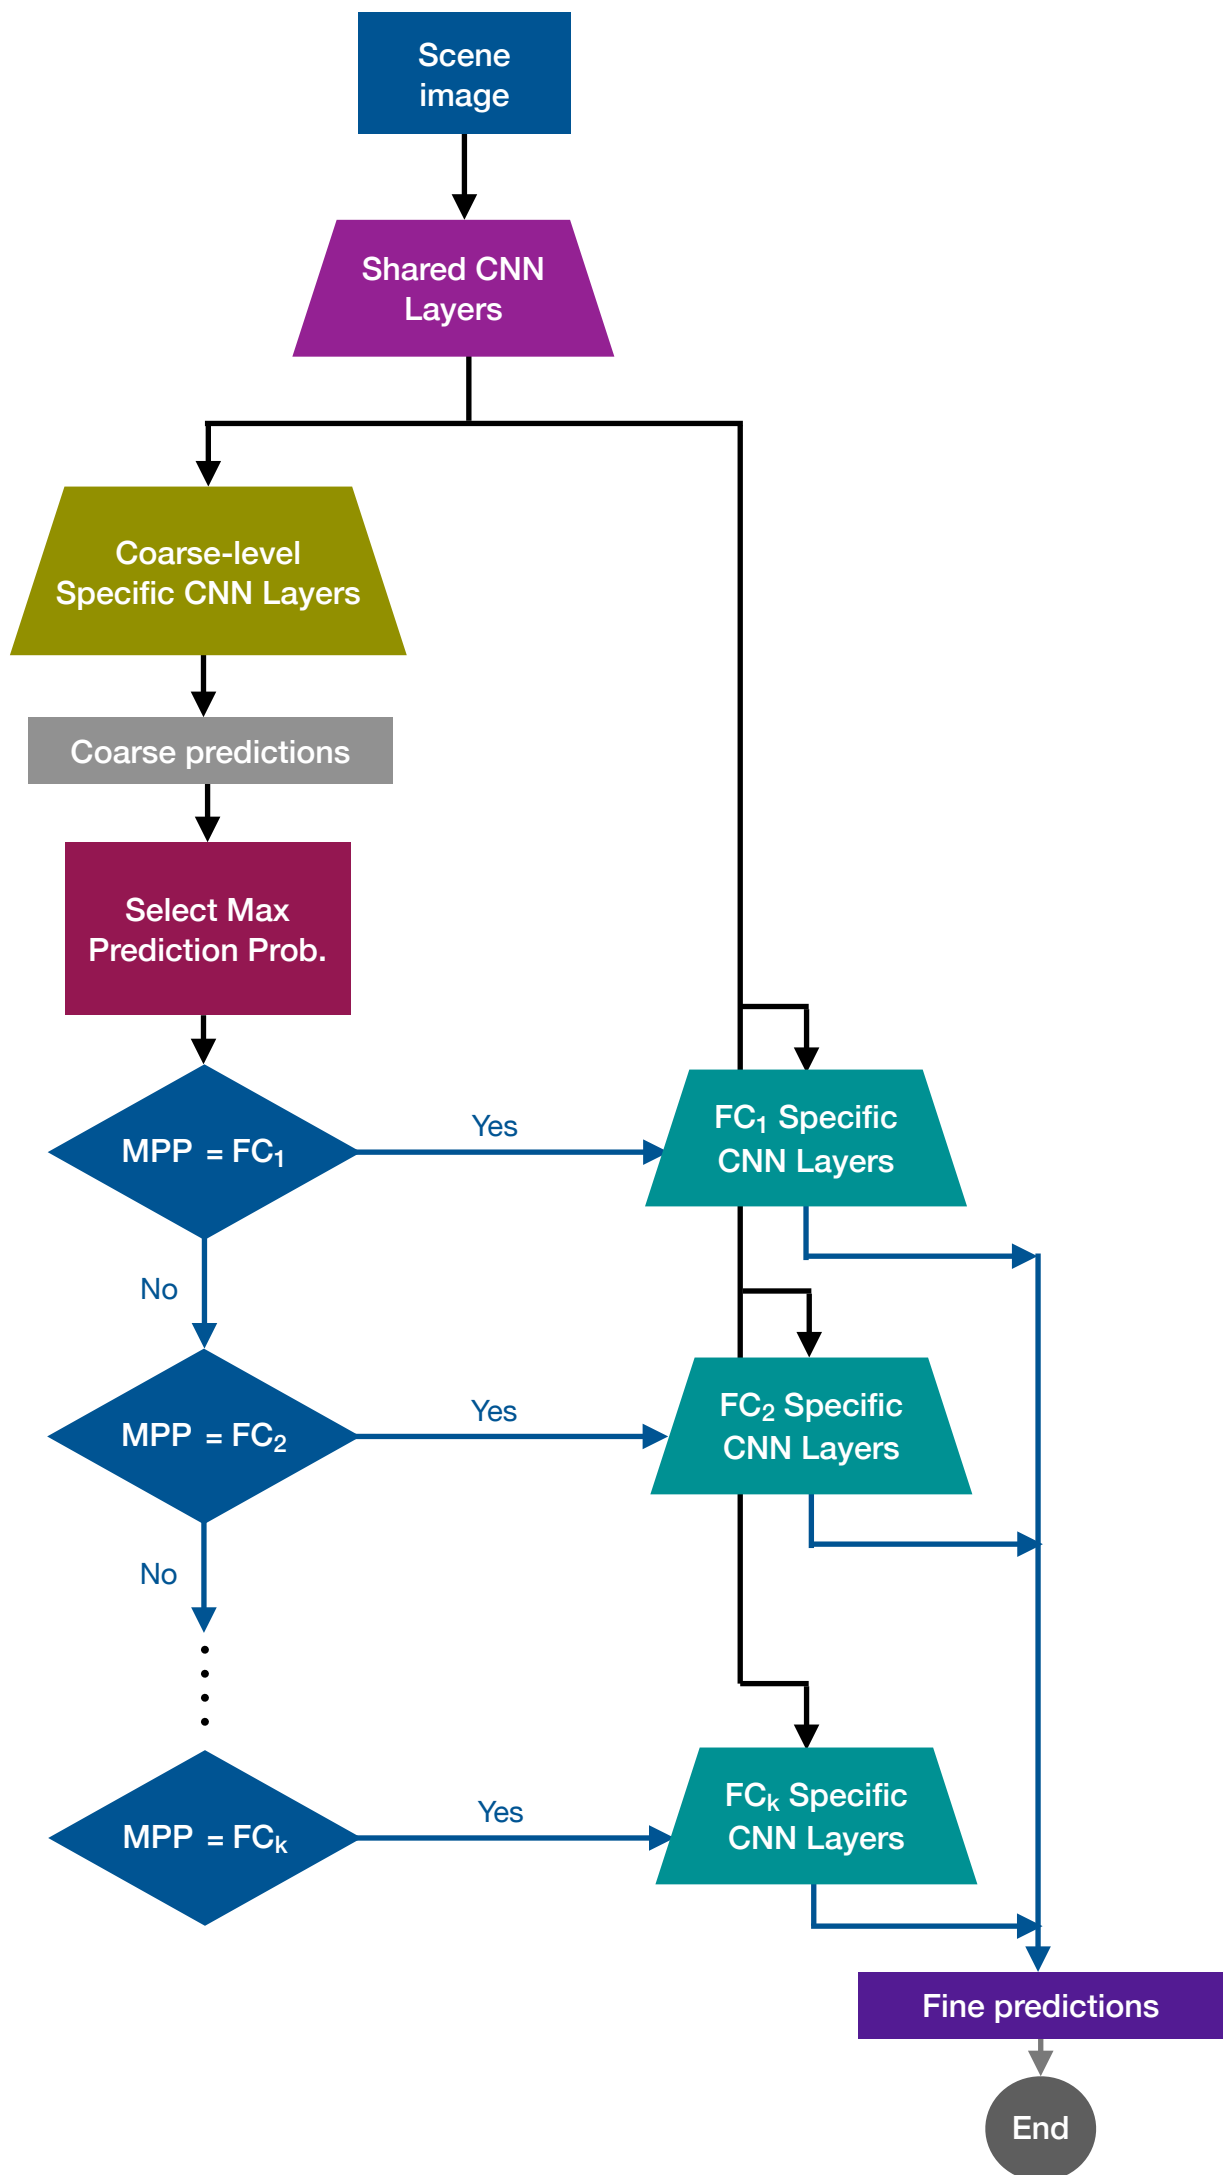 Scene
image
Shared CNN
Layers
Coarse-level
Specific CNN Layers
Coarse predictions
Select Max
Prediction Prob.
MPP = FC₁
Yes
FC₁ Specific
CNN Layers
No
MPP = FC₂
Yes
FC₂ Specific
CNN Layers
No
MPP = FCₖ
Yes
FCₖ Specific
CNN Layers
Fine predictions
End